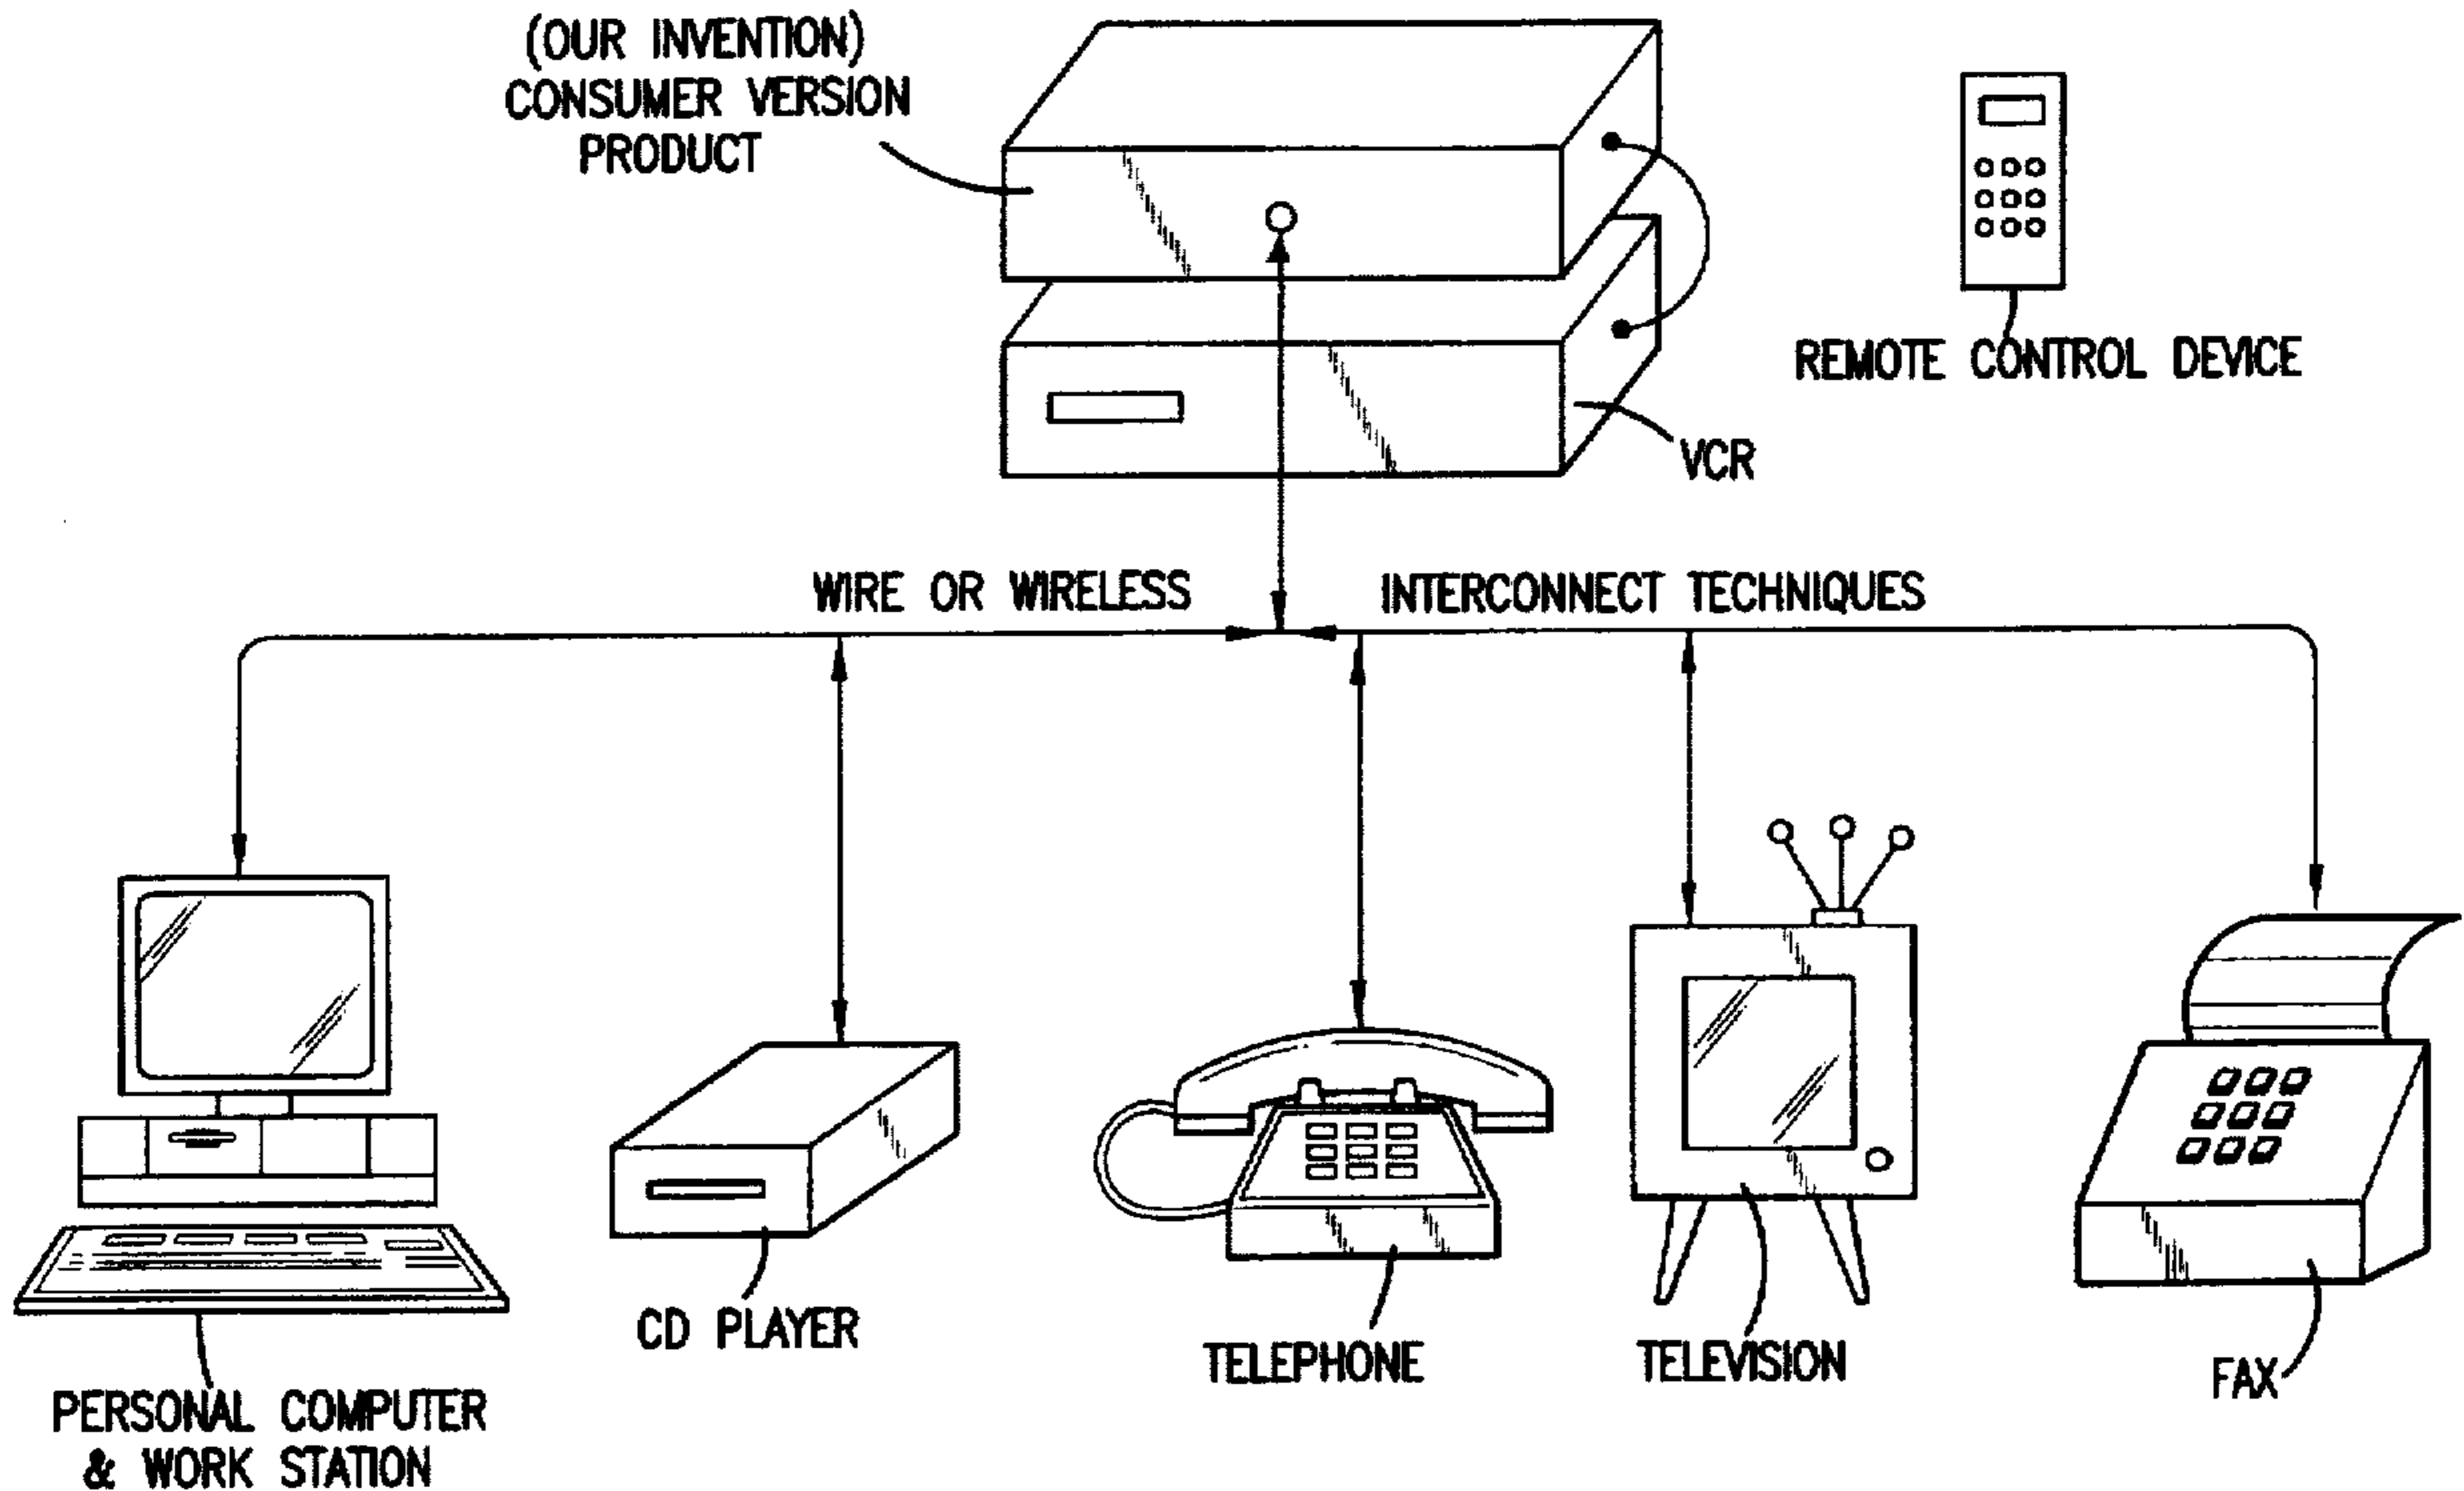 (OUR INVENTION)
CONSUMER VERSION
PRODUCT
REMOTE CONTROL DEVICE
VCR
WIRE OR WIRELESS INTERCONNECT TECHNIQUES
CD PLAYER
TELEPHONE
TELEVISION
FAX
PERSONAL COMPUTER
& WORK STATION